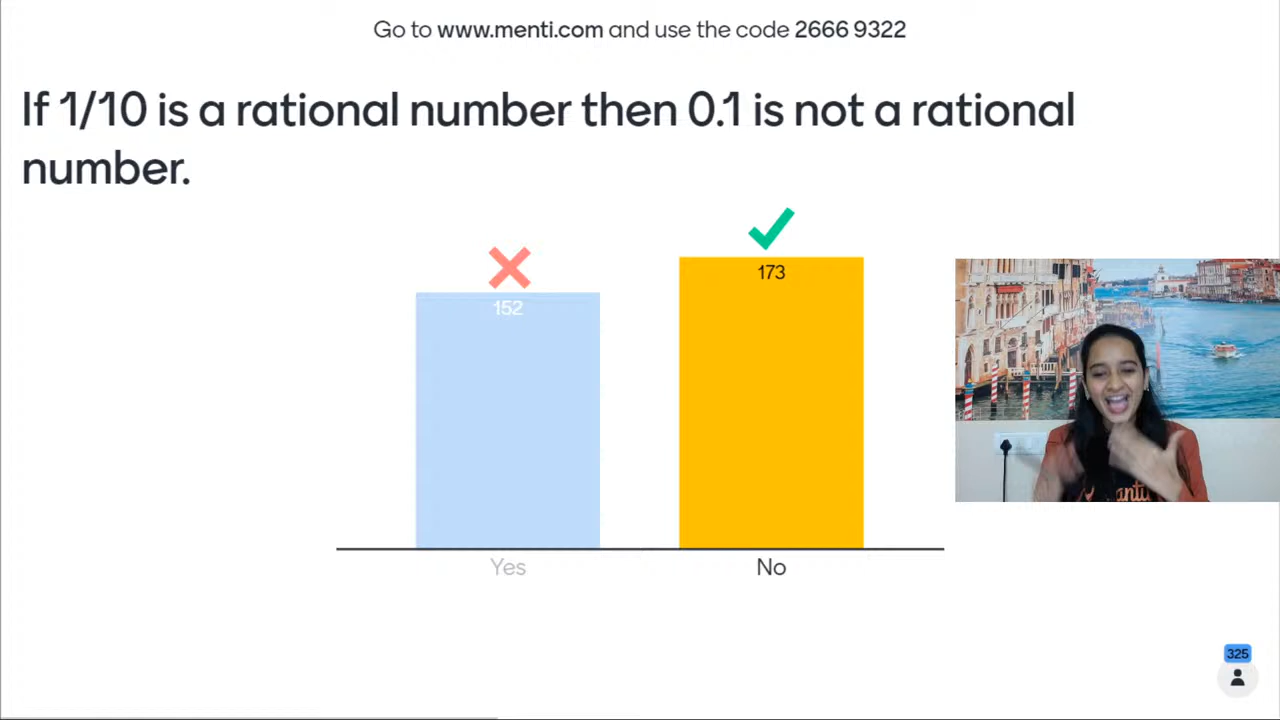 Go to www.menti.com and use the code 2666 9322
If 1/10 is a rational number then 0.1 is not a rational
number.
152
173
Yes
No
325